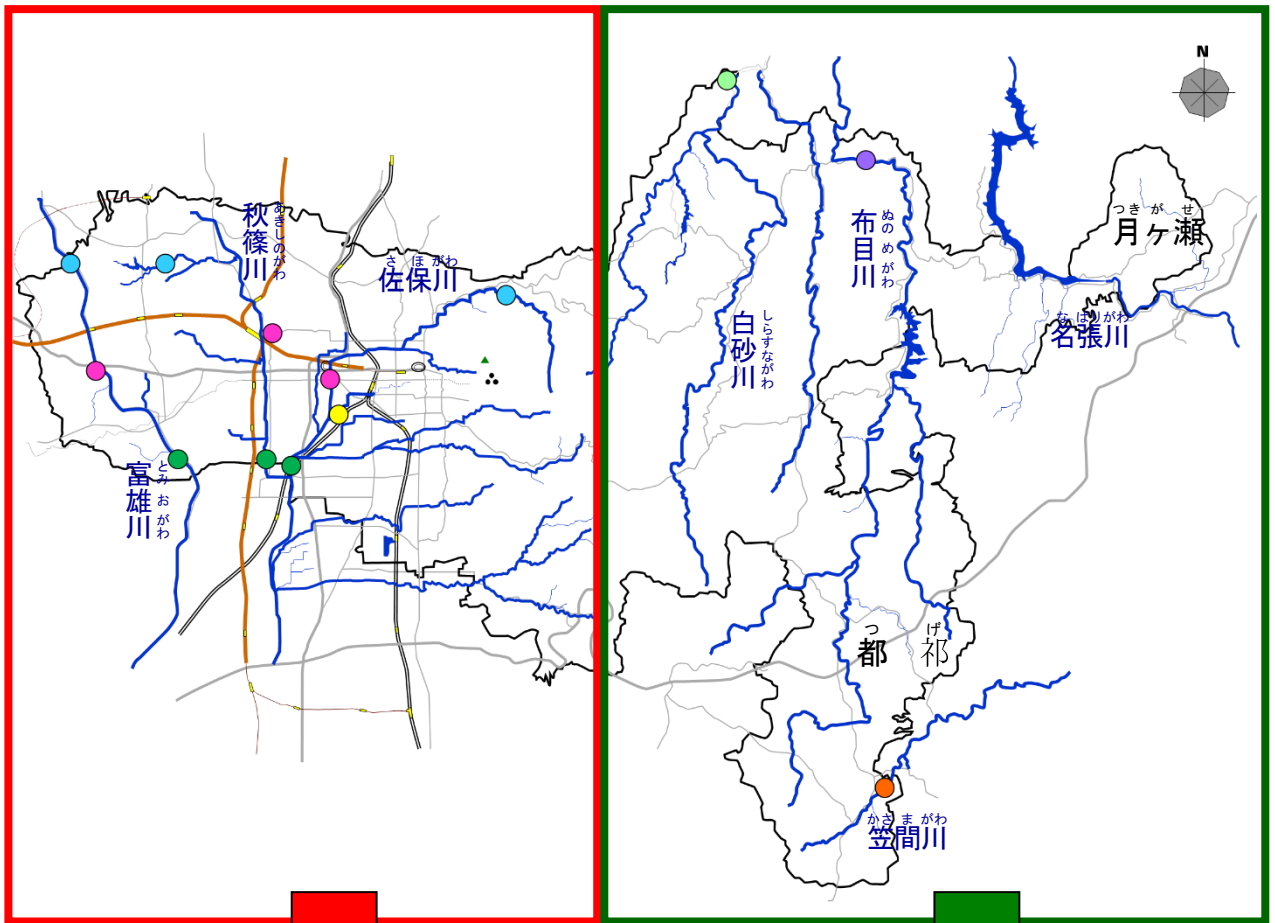 N
あきしのがわ
秋篠川
さほがわ
佐保川
とみおがわ
富雄川
つきがせ
月ヶ瀬
ぬのめがわ
布目川
しらすながわ
白砂川
なばりがわ
名張川
つげ
都祁
かさまがわ
笠間川